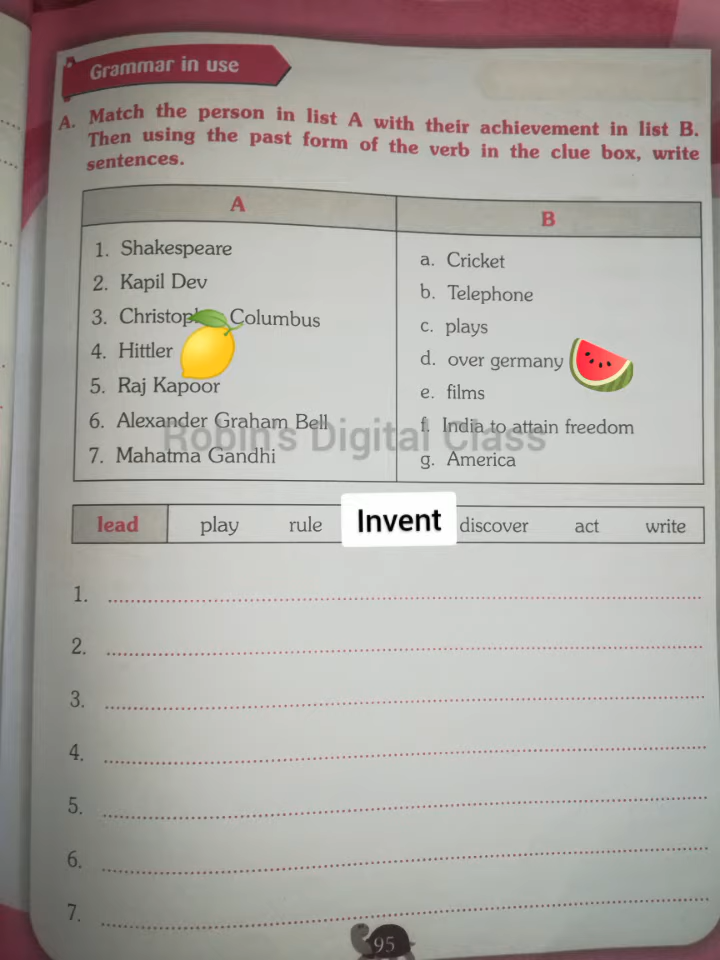 Grammar in use
A. Match the person in list A with their achievement in list B.
Then using the past form of the verb in the clue box, write
sentences.
A
B
1. Shakespeare
2. Kapil Dev
3. Columbus
4. Hittler
5. Raj Kapoor
6. Alexander Graham Bell
7. Mahatma Gandhi
a. Cricket
b. Telephone
c. plays
d. over germany
e. films
f. India to attain freedom
g. America
Robin's Digital Class
lead play rule Invent discover act write
1.
2.
3.
4.
5.
6.
7.
95